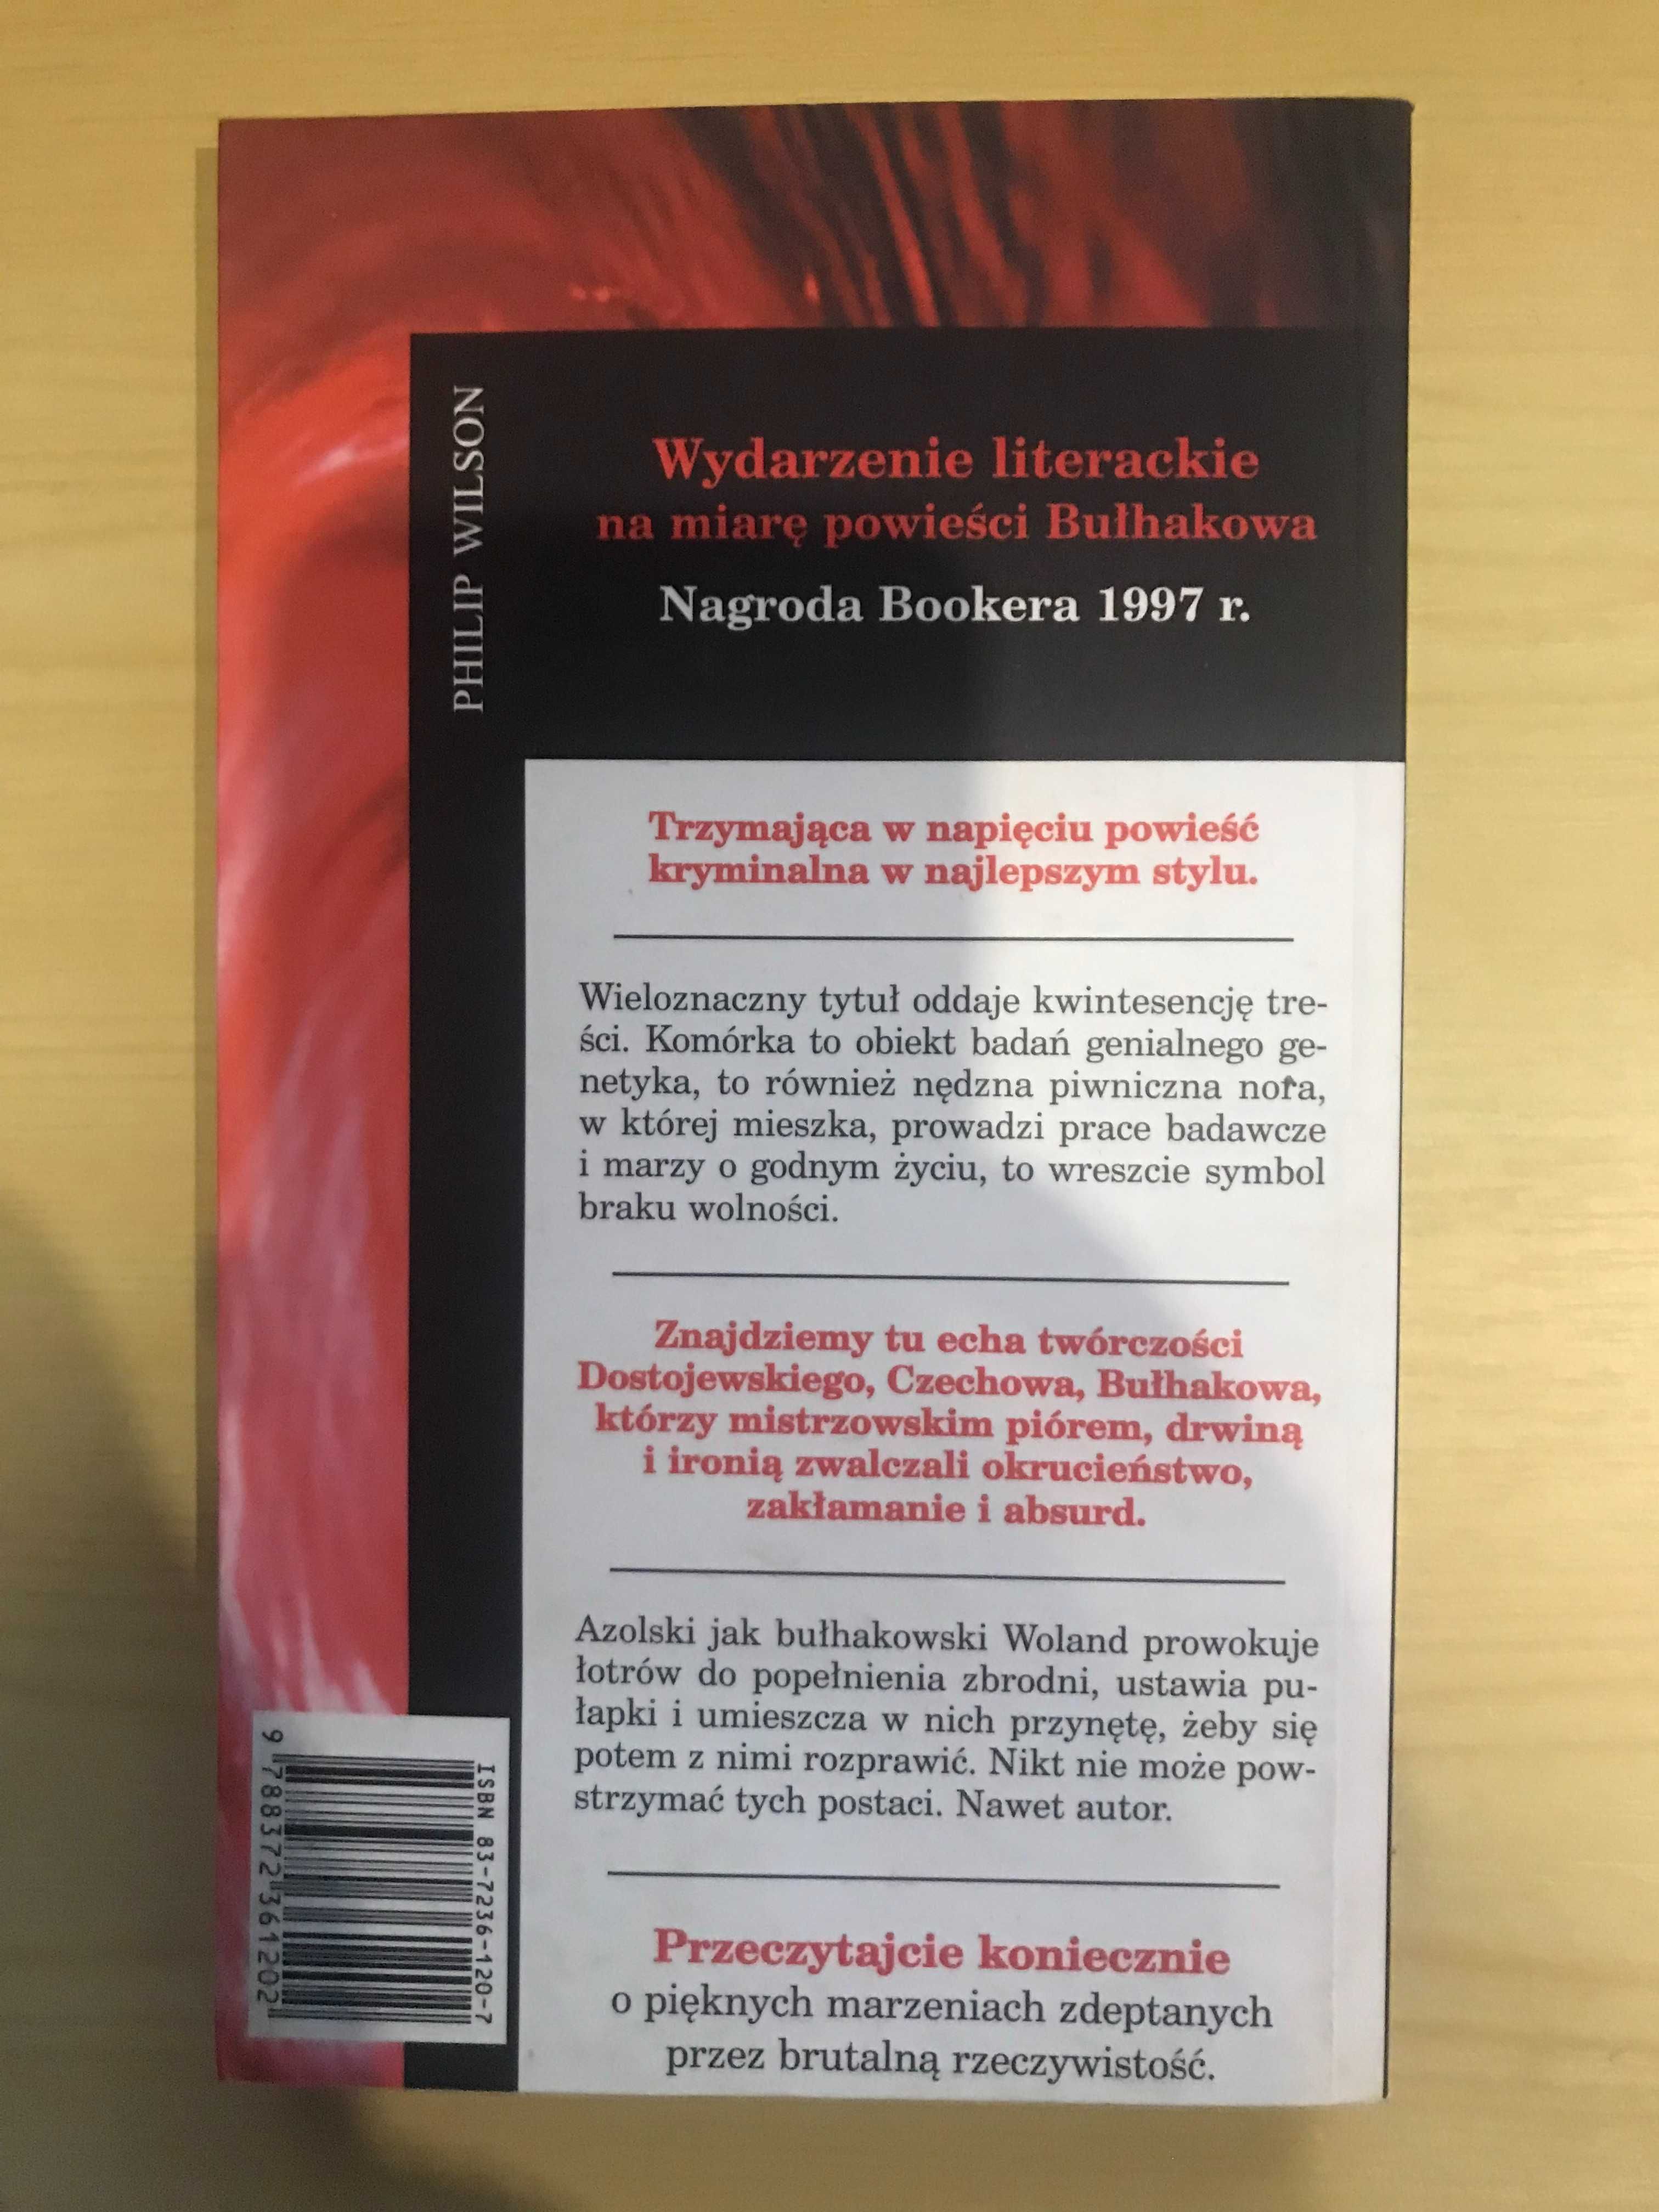 PHILIP WILSON
Wydarzenie literackie
na miarę powieści Bułhakowa
Nagroda Bookera 1997 r.
Trzymająca w napięciu powieść
kryminalna w najlepszym stylu.
Wieloznaczny tytuł oddaje kwintesencję tre-
ści. Komórka to obiekt badań genialnego ge-
netyka, to również nędzna piwniczna nora,
w której mieszka, prowadzi prace badawcze
i marzy o godnym życiu, to wreszcie symbol
braku wolności.
Znajdziemy tu echa twórczości
Dostojewskiego, Czechowa, Bułhakowa,
którzy mistrzowskim piórem, drwiną
i ironią zwalczali okrucieństwo,
zakłamanie i absurd.
Azolski jak bułhakowski Woland prowokuje
łotrów do popełnienia zbrodni, ustawia pu-
łapki i umieszcza w nich przynętę, żeby się
potem z nimi rozprawić. Nikt nie może pow-
strzymać tych postaci. Nawet autor.
Przeczytajcie koniecznie
o pięknych marzeniach zdeptanych
przez brutalną rzeczywistość.
ISBN 83-7236-120-7
9 788372 361202